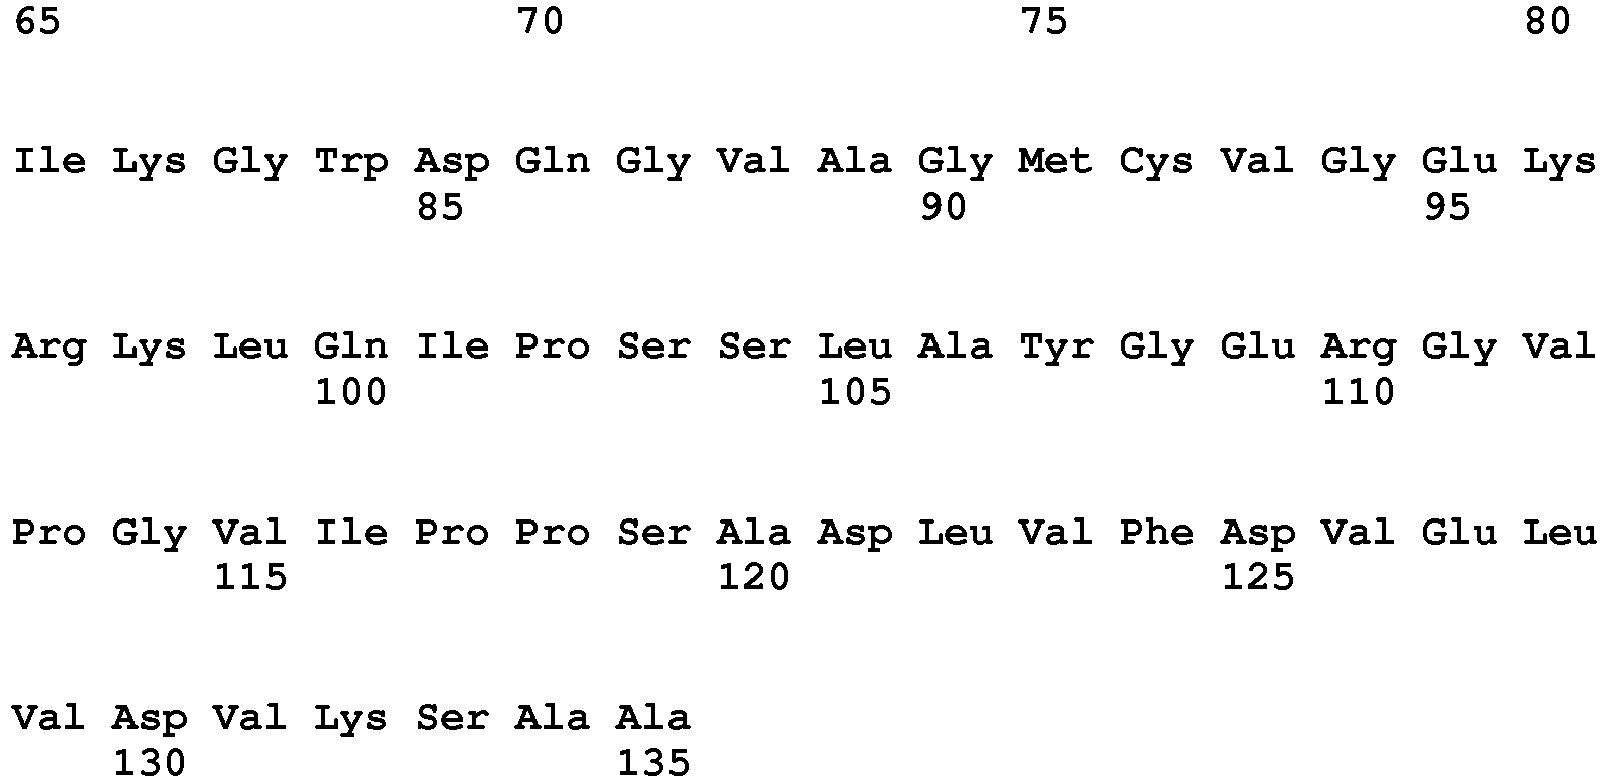 65 70 75 80
Ile Lys Gly Trp Asp Gln Gly Val Ala Gly Met Cys Val Gly Glu Lys
85 90 95
Arg Lys Leu Gln Ile Pro Ser Ser Leu Ala Tyr Gly Glu Arg Gly Val
100 105 110
Pro Gly Val Ile Pro Pro Ser Ala Asp Leu Val Phe Asp Val Glu Leu
115 120 125
Val Asp Val Lys Ser Ala Ala
130 135